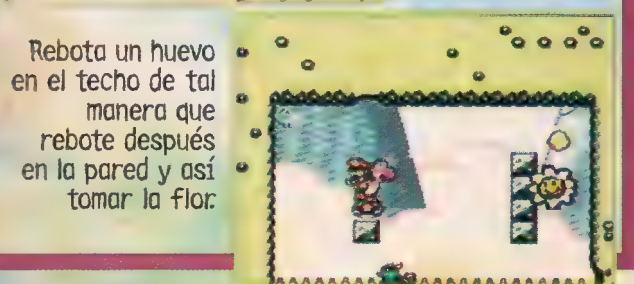 Rebota un huevo
en el techo de tal
manera que
rebote después
en la pared y así
tomar la flor.